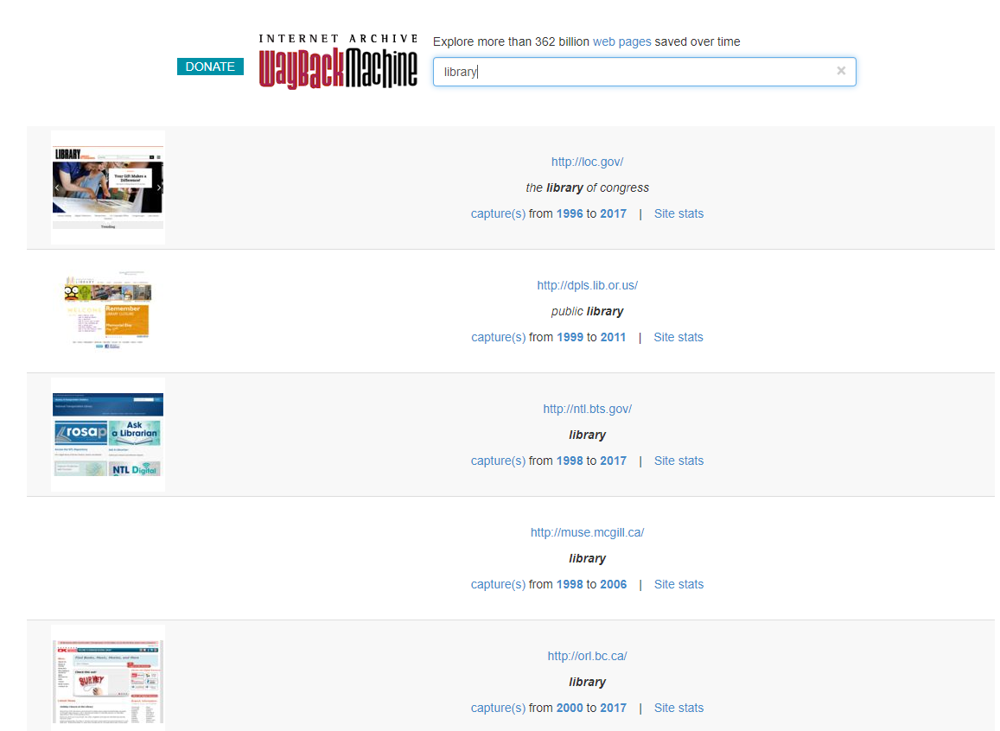 INTERNET ARCHIVE
WayBackMachine
DONATE
Explore more than 362 billion web pages saved over time
library
×
LIBRARY
Your Gift Makes a
Difference!
Trending
http://loc.gov/
the library of congress
capture(s) from 1996 to 2017 | Site stats
LIBRARY
WELCOME
Remember
LIBRARY CLOSURE
Memorial Day
http://dpls.lib.or.us/
public library
capture(s) from 1999 to 2011 | Site stats
rosap
Ask
a Librarian
NTL Digital
http://ntl.bts.gov/
library
capture(s) from 1998 to 2017 | Site stats
http://muse.mcgill.ca/
library
capture(s) from 1998 to 2006 | Site stats
Find Books, Music, Movies, and More
Check this out!
SURVEY
http://orl.bc.ca/
library
capture(s) from 2000 to 2017 | Site stats